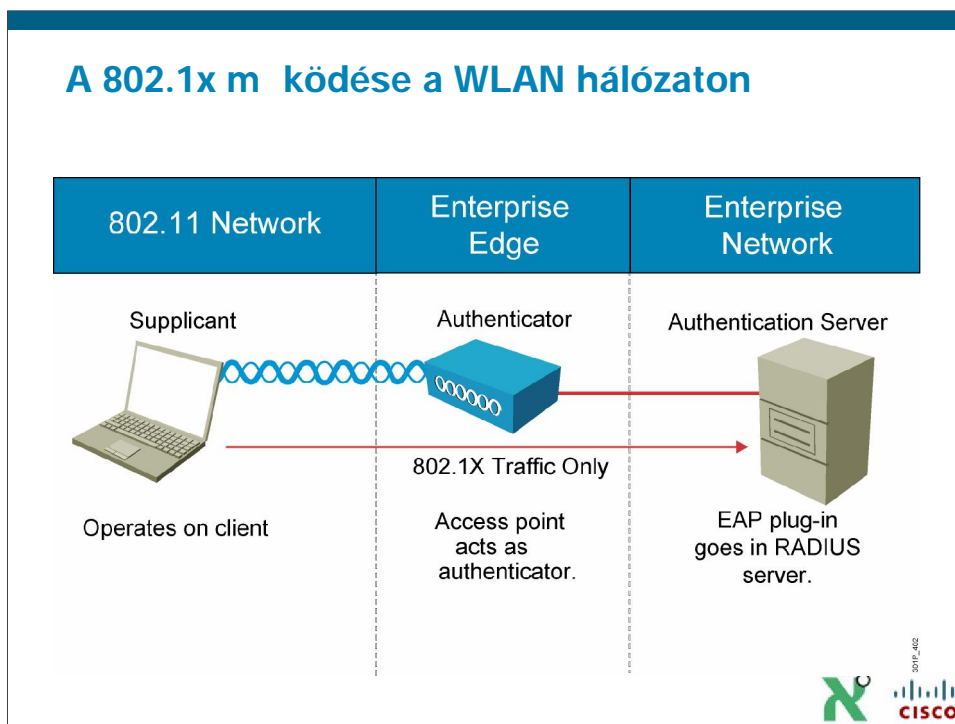 A 802.1x m ködése a WLAN hálózaton
802.11 Network
Enterprise
Edge
Enterprise
Network
Supplicant
Authenticator
Authentication Server
802.1X Traffic Only
Operates on client
Access point
acts as
authenticator.
EAP plug-in
goes in RADIUS
server.
301P_402
CISCO